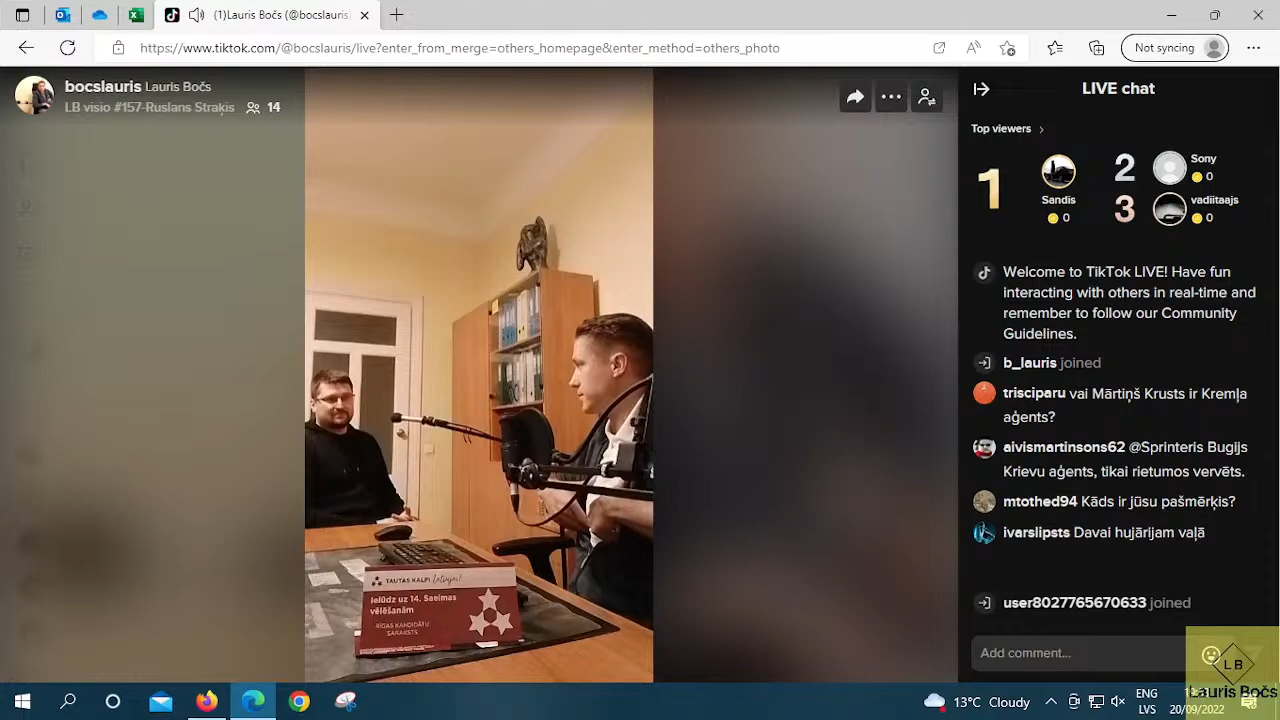 (1)Lauris Bočs (@bocslauris
https://www.tiktok.com/@bocslauris/live?enter_from_merge=others_homepage&enter_method=others_photo
Not syncing
bocslauris Lauris Bočs
LB visio #157-Ruslans Straķis 14
LIVE chat
Top viewers
1
Sandis
0
2
Sony
0
3
vadiitaajs
0
Welcome to TikTok LIVE! Have fun
interacting with others in real-time and
remember to follow our Community
Guidelines.
b_lauris joined
trisciparu vai Mārtiņš Krusts ir Kremļa
aģents?
aivismartinsons62 @Sprinteris Bugijs
Krievu aģents, tikai rietumos vervēts.
mtothed94 Kāds ir jūsu pašmērķis?
ivarslipsts Davai hujārijam vaļā
user8027765670633 joined
Add comment...
TAUTAS KALPI Latvijai!
Ielūdz uz 14. Saeimas
vēlēšanām
RĪGAS KANDIDĀTU
SARAKSTS
LB
Lauris Bočs
13°C Cloudy
ENG
LVS
20/09/2022